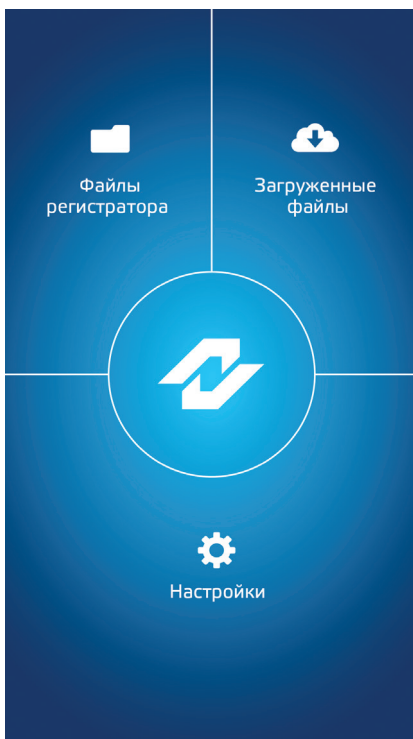 Файлы
регистратора
Загруженные
файлы
Настройки